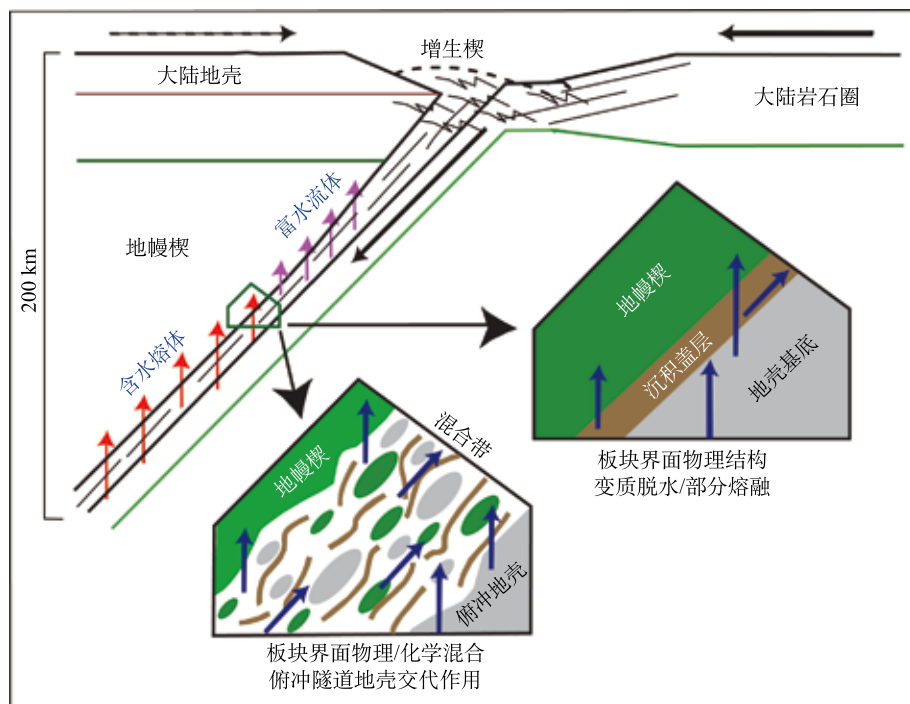 增生楔
大陆地壳
大陆岩石圈
富水流体
地幔楔
200 km
含水熔体
地幔楔
沉积盖层
地壳基底
板块界面物理结构
变质脱水/部分熔融
混合带
地幔楔
俯冲地壳
板块界面物理/化学混合
俯冲隧道地壳交代作用